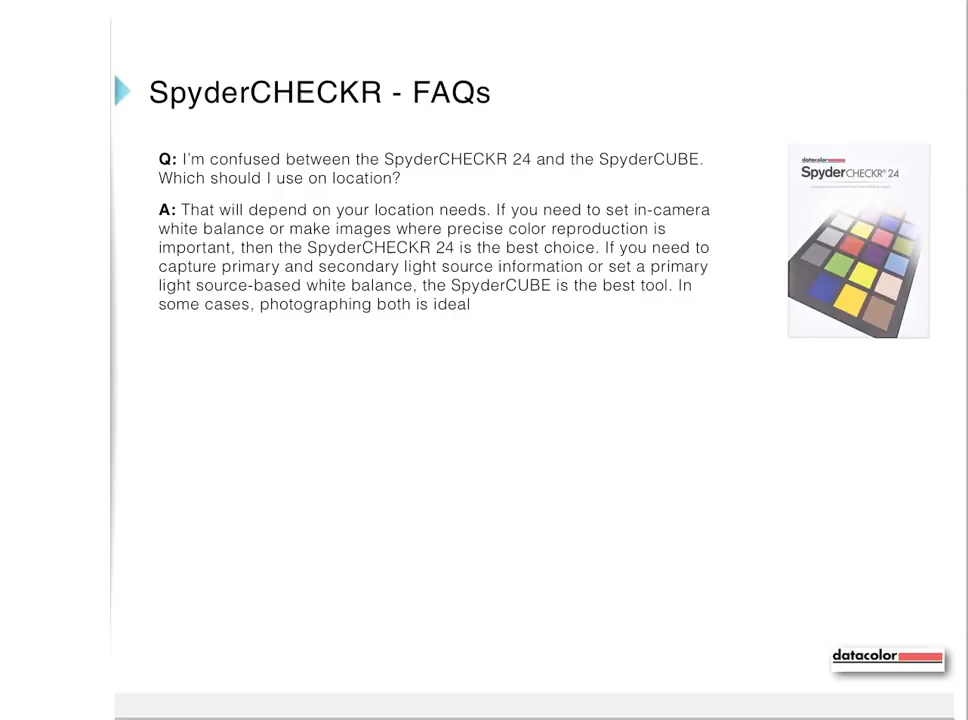 SpyderCHECKR - FAQs
Q: I'm confused between the SpyderCHECKR 24 and the SpyderCUBE.
Which should I use on location?
A: That will depend on your location needs. If you need to set in-camera
white balance or make images where precise color reproduction is
important, then the SpyderCHECKR 24 is the best choice. If you need to
capture primary and secondary light source information or set a primary
light source-based white balance, the SpyderCUBE is the best tool. In
some cases, photographing both is ideal
datacolor
SpyderCHECKR® 24
datacolor